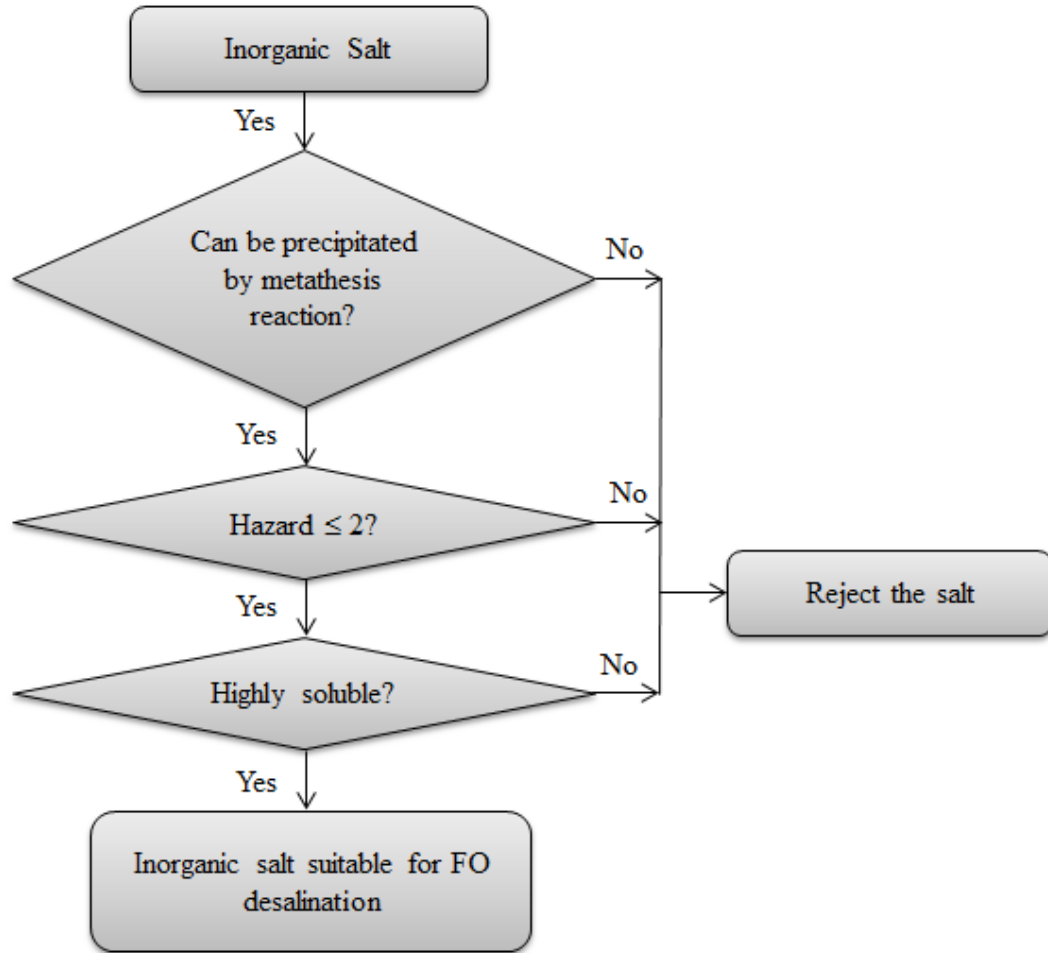 Inorganic Salt
Yes
Can be precipitated
by metathesis
reaction?
No
Yes
Hazard ≤ 2?
No
Yes
Reject the salt
Highly soluble?
No
Yes
Inorganic salt suitable for FO
desalination